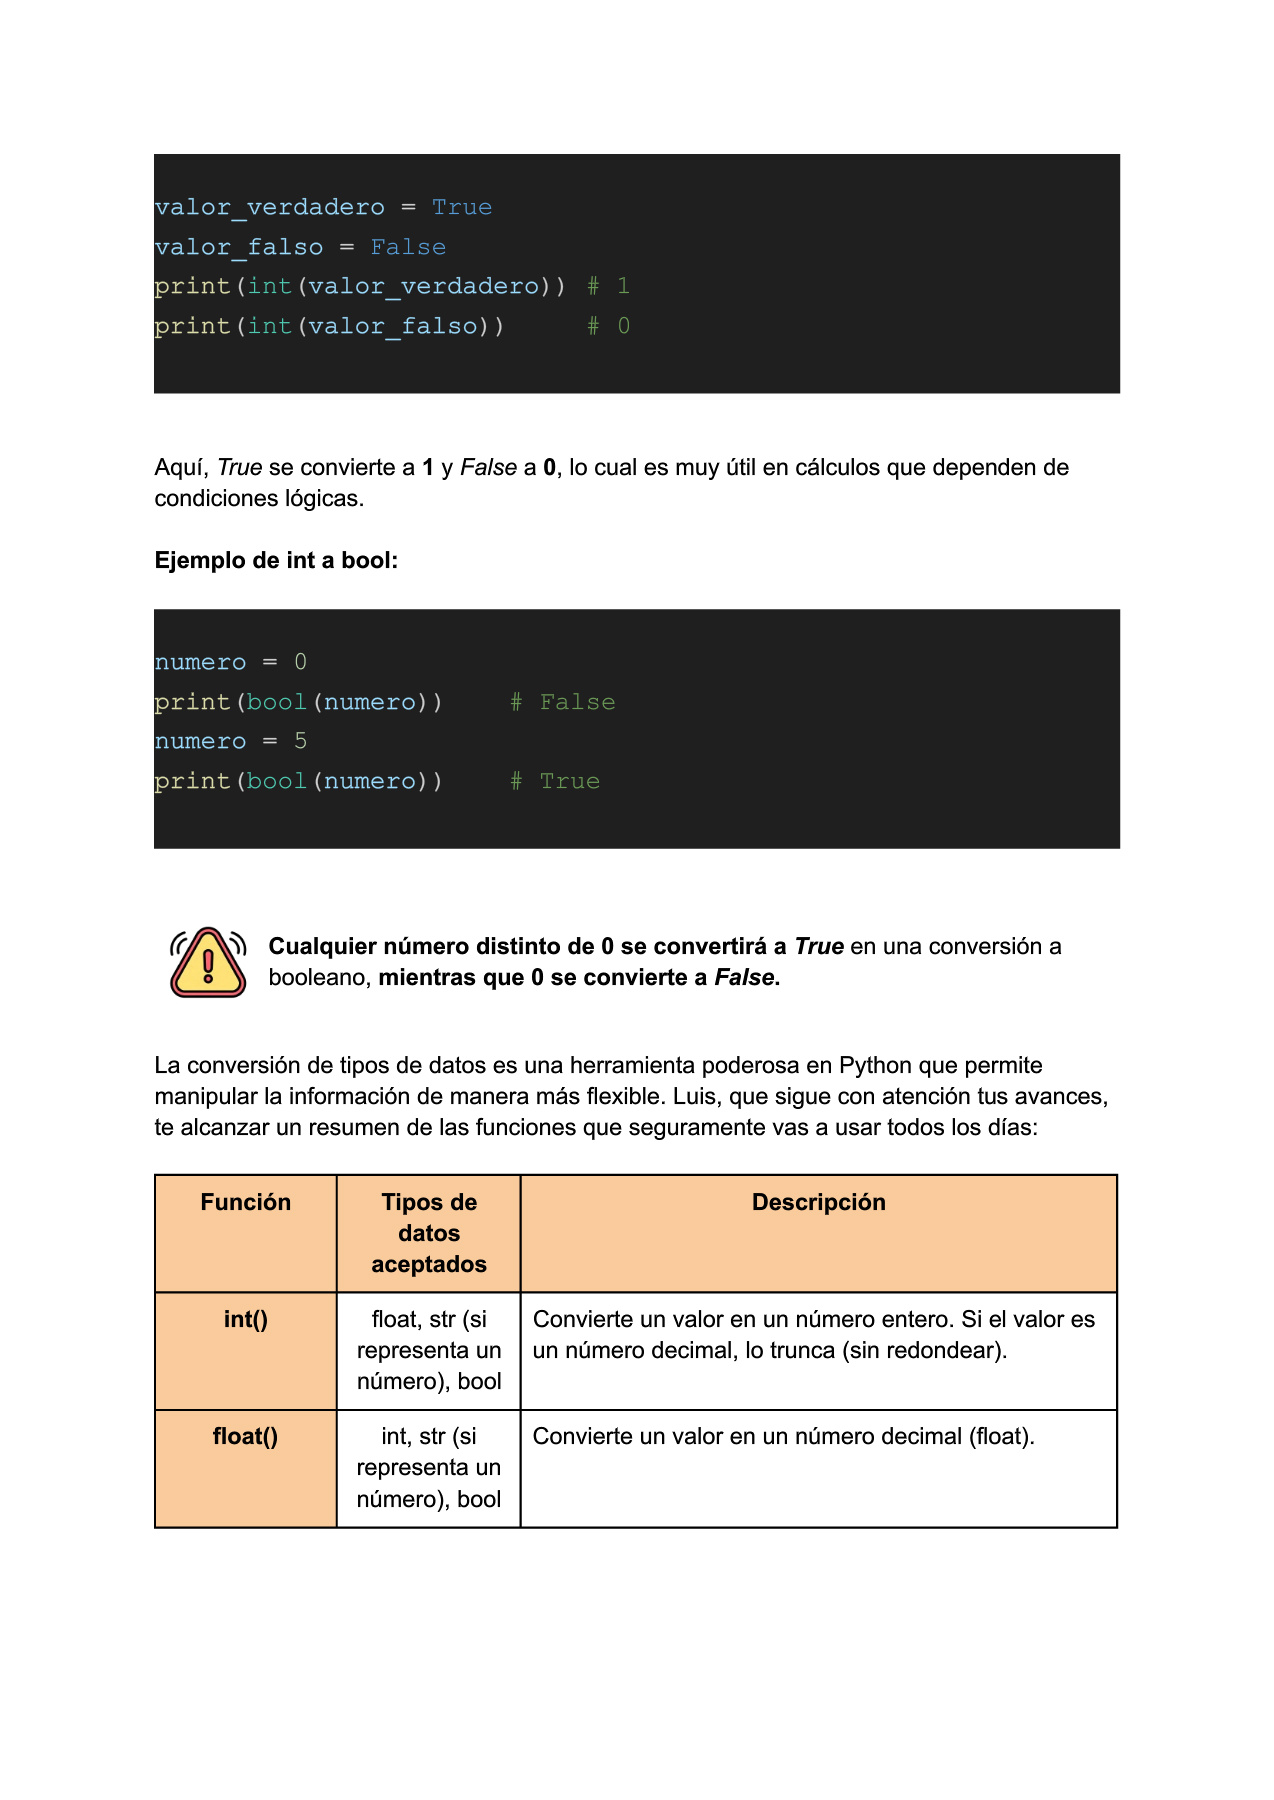 valor_verdadero = True
valor_falso = False
print(int(valor_verdadero)) # 1
print(int(valor_falso))     # 0
Aquí, True se convierte a 1 y False a 0, lo cual es muy útil en cálculos que dependen de
condiciones lógicas.
Ejemplo de int a bool:
numero = 0
print(bool(numero))    # False
numero = 5
print(bool(numero))    # True
Cualquier número distinto de 0 se convertirá a True en una conversión a
booleano, mientras que 0 se convierte a False.
La conversión de tipos de datos es una herramienta poderosa en Python que permite
manipular la información de manera más flexible. Luis, que sigue con atención tus avances,
te alcanzar un resumen de las funciones que seguramente vas a usar todos los días:
Función
Tipos de
datos
aceptados
Descripción
int()
float, str (si
representa un
número), bool
Convierte un valor en un número entero. Si el valor es
un número decimal, lo trunca (sin redondear).
float()
int, str (si
representa un
número), bool
Convierte un valor en un número decimal (float).